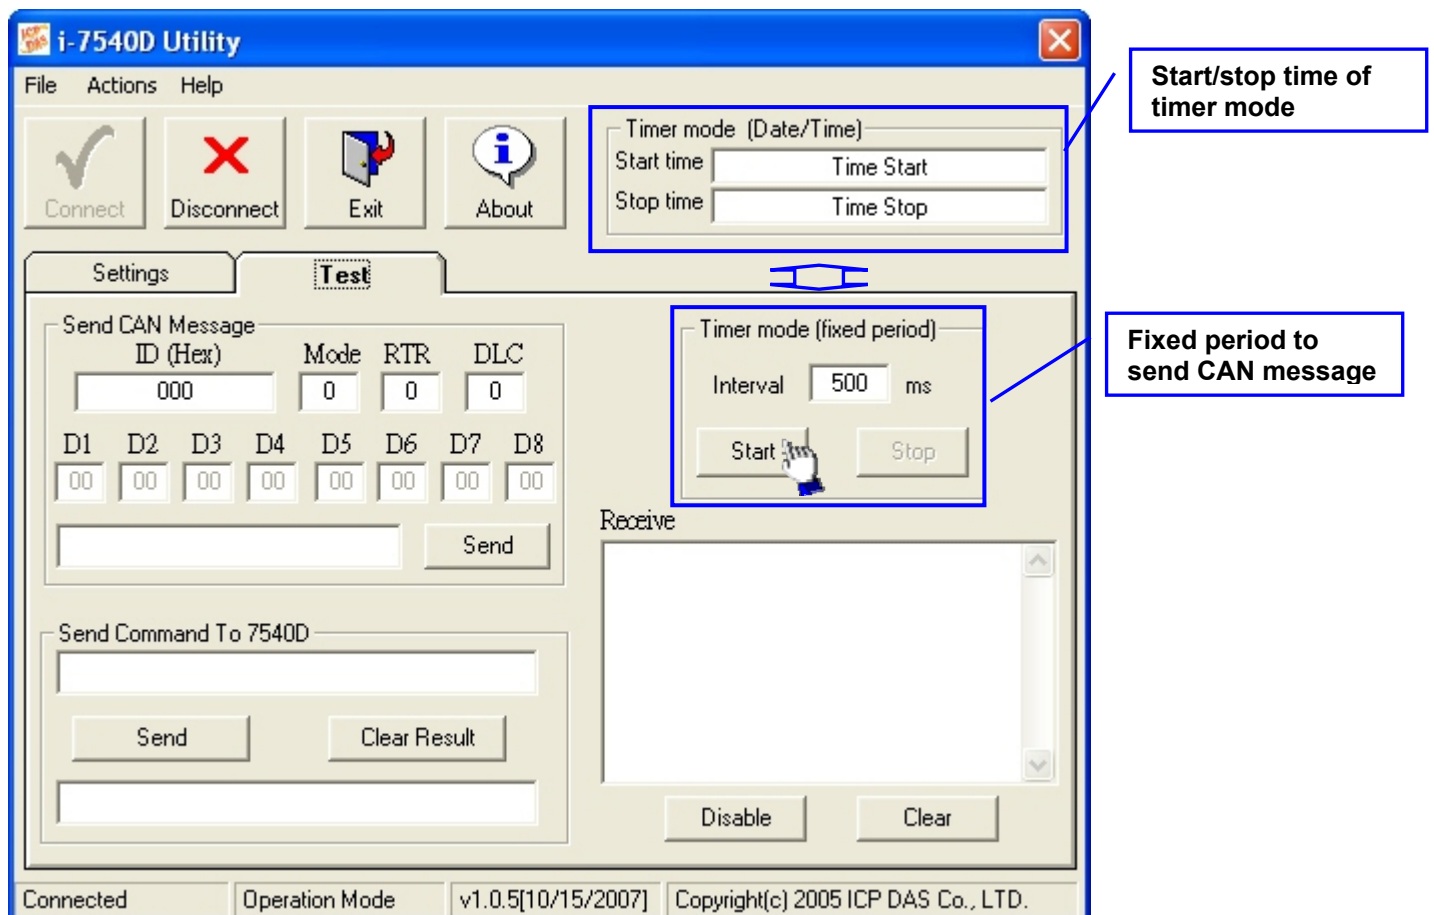 ICP DAS
i-7540D Utility
File Actions Help
Connect Disconnect Exit About
Timer mode (Date/Time)
Start time Time Start
Stop time Time Stop
Start/stop time of
timer mode
Settings Test
Send CAN Message
ID (Hex) Mode RTR DLC
000 0 0 0
D1 D2 D3 D4 D5 D6 D7 D8
00 00 00 00 00 00 00 00
Send
Timer mode (fixed period)
Interval 500 ms
Start Stop
Fixed period to
send CAN message
Receive
Send Command To 7540D
Send Clear Result
Disable Clear
Connected Operation Mode v1.0.5[10/15/2007] Copyright(c) 2005 ICP DAS Co., LTD.